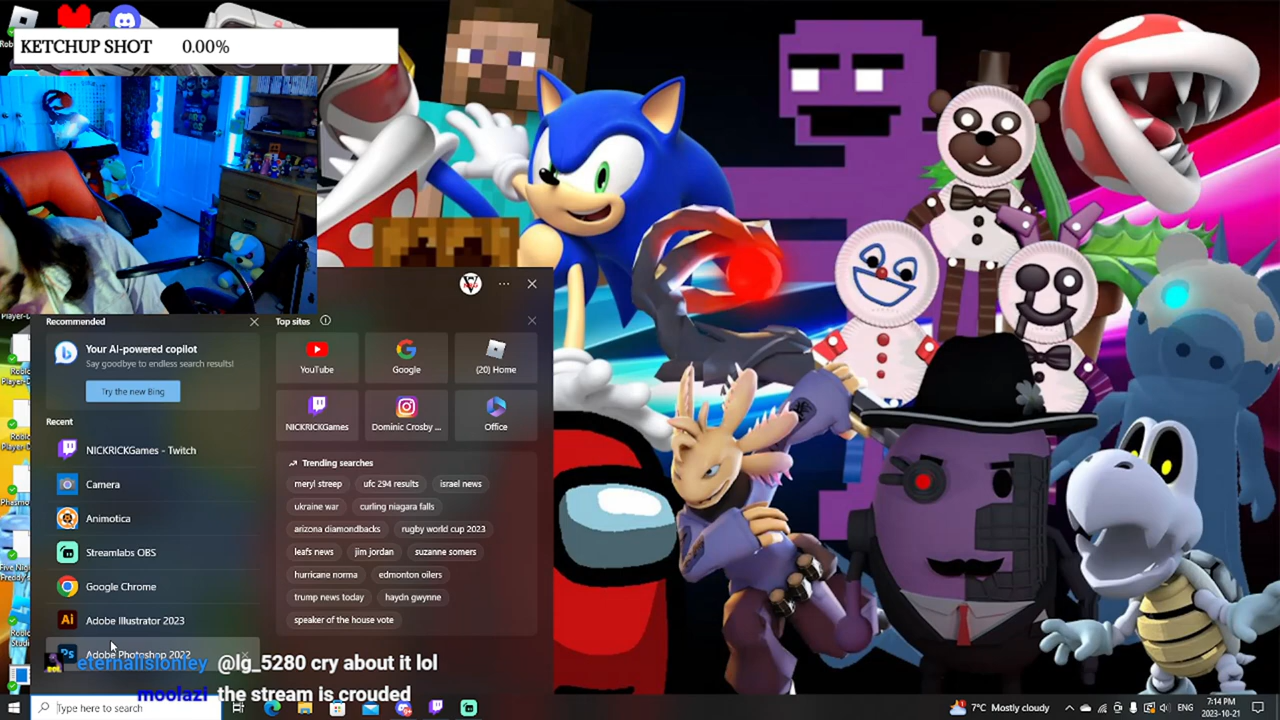 KETCHUP SHOT 0.00%
Recommended
Your AI-powered copilot
Say goodbye to endless search results!
Try the new Bing
Recent
NICKRICKGames - Twitch
Camera
Animotica
Streamlabs OBS
Google Chrome
Adobe Illustrator 2023
Adobe Photoshop 2022
Top sites
YouTube
Google
(20) Home
NICKRICKGames
Dominic Crosby ...
Office
Trending searches
meryl streep
ufc 294 results
israel news
ukraine war
curling niagara falls
arizona diamondbacks
rugby world cup 2023
leafs news
jim jordan
suzanne somers
hurricane norma
edmonton oilers
trump news today
haydn gwynne
speaker of the house vote
eternalisionley @lg_5280 cry about it lol
moolazi the stream is crouded
Type here to search
7°C Mostly cloudy
ENG
7:14 PM
2023-10-21